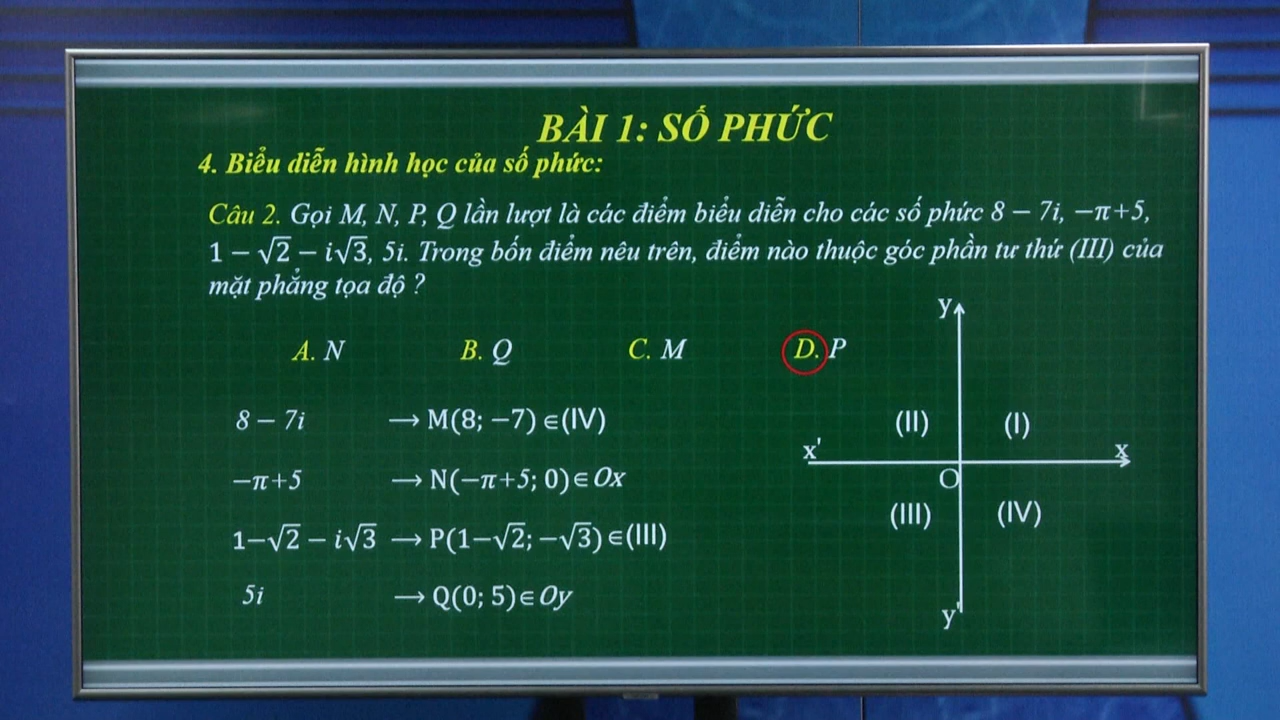 BÀI 1: SỐ PHỨC
4. Biểu diễn hình học của số phức:
Câu 2. Gọi M, N, P, Q lần lượt là các điểm biểu diễn cho các số phức 8 − 7i, −π+5,
1 − √2 − i√3, 5i. Trong bốn điểm nêu trên, điểm nào thuộc góc phần tư thứ (III) của
mặt phẳng tọa độ ?
A. N B. Q C. M D. P
8 − 7i → M(8; −7) ∈(IV)
−π+5 → N(−π+5; 0)∈ Ox
1−√2 − i√3 → P(1−√2; −√3) ∈(III)
5i → Q(0; 5)∈ Oy
y
(II) (I)
x' x
O
(III) (IV)
y'